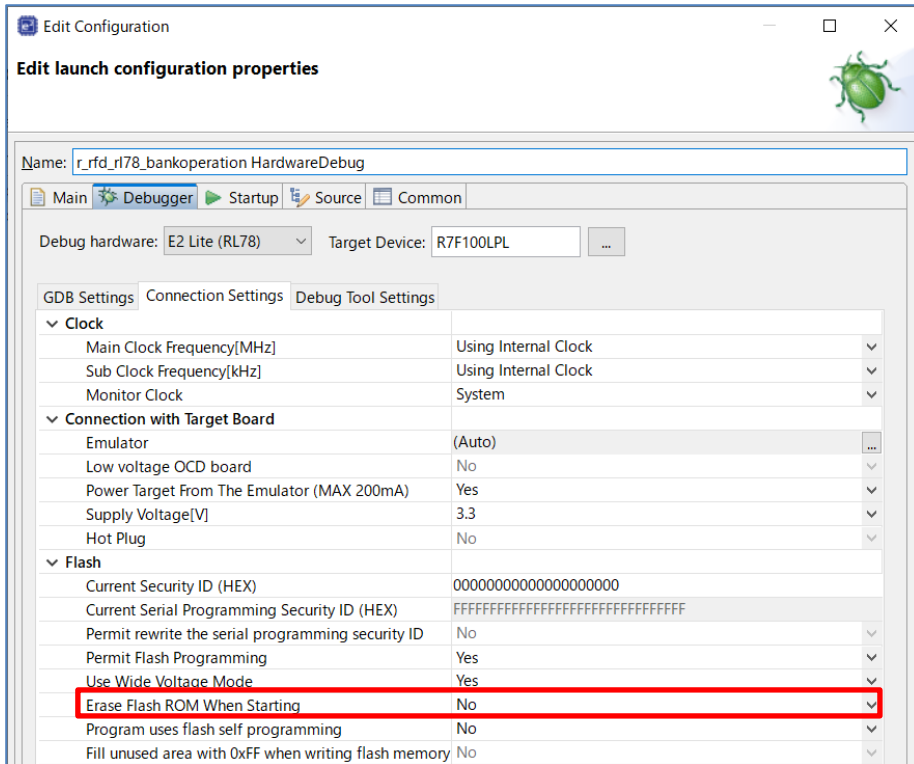 Edit Configuration
Edit launch configuration properties
Name: r_rfd_rl78_bankoperation HardwareDebug
Main Debugger Startup Source Common
Debug hardware: E2 Lite (RL78) Target Device: R7F100LPL ...
GDB Settings Connection Settings Debug Tool Settings
Clock
Main Clock Frequency[MHz] Using Internal Clock
Sub Clock Frequency[kHz] Using Internal Clock
Monitor Clock System
Connection with Target Board
Emulator (Auto) ...
Low voltage OCD board No
Power Target From The Emulator (MAX 200mA) Yes
Supply Voltage[V] 3.3
Hot Plug No
Flash
Current Security ID (HEX) 00000000000000000000
Current Serial Programming Security ID (HEX) FFFFFFFFFFFFFFFFFFFFFFFFFFFFFFFF
Permit rewrite the serial programming security ID No
Permit Flash Programming Yes
Use Wide Voltage Mode Yes
Erase Flash ROM When Starting No
Program uses flash self programming No
Fill unused area with 0xFF when writing flash memory No